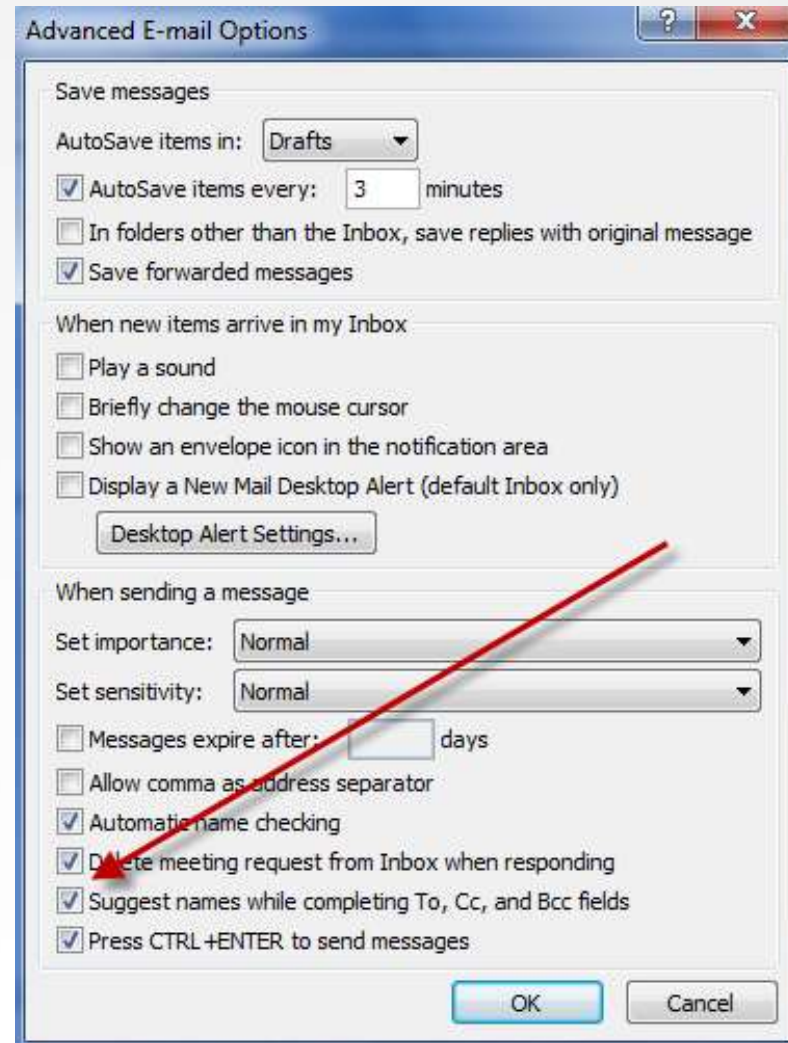 Advanced E-mail Options
?
X
Save messages
AutoSave items in: Drafts
AutoSave items every: 3 minutes
In folders other than the Inbox, save replies with original message
Save forwarded messages
When new items arrive in my Inbox
Play a sound
Briefly change the mouse cursor
Show an envelope icon in the notification area
Display a New Mail Desktop Alert (default Inbox only)
Desktop Alert Settings...
When sending a message
Set importance: Normal
Set sensitivity: Normal
Messages expire after: days
Allow comma as address separator
Automatic name checking
Delete meeting request from Inbox when responding
Suggest names while completing To, Cc, and Bcc fields
Press CTRL+ENTER to send messages
OK Cancel